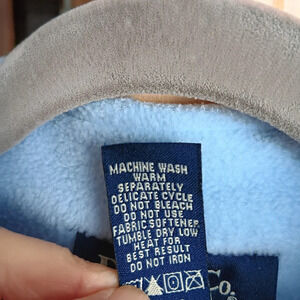 MACHINE WASH
WARM
SEPARATELY
DELICATE CYCLE
DO NOT BLEACH
DO NOT USE
FABRIC SOFTENER
TUMBLE DRY LOW
HEAT FOR
BEST RESULT
DO NOT IRON
Co.